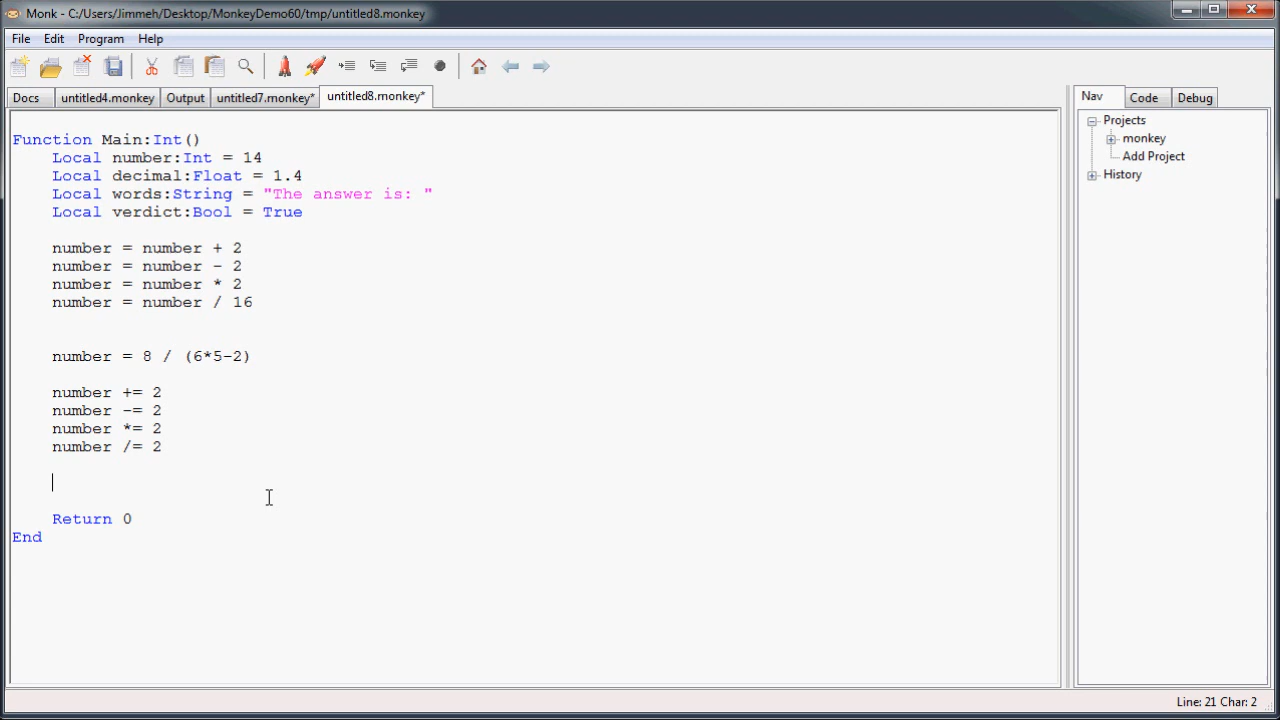 Monk - C:/Users/Jimmeh/Desktop/MonkeyDemo60/tmp/untitled8.monkey
File Edit Program Help
Docs untitled4.monkey Output untitled7.monkey* untitled8.monkey* Nav Code Debug
Function Main:Int()
Local number:Int = 14
Local decimal:Float = 1.4
Local words:String = "The answer is: "
Local verdict:Bool = True
number = number + 2
number = number - 2
number = number * 2
number = number / 16
number = 8 / (6*5-2)
number += 2
number -= 2
number *= 2
number /= 2
Return 0
End
Projects
monkey
Add Project
History
Line: 21 Char: 2